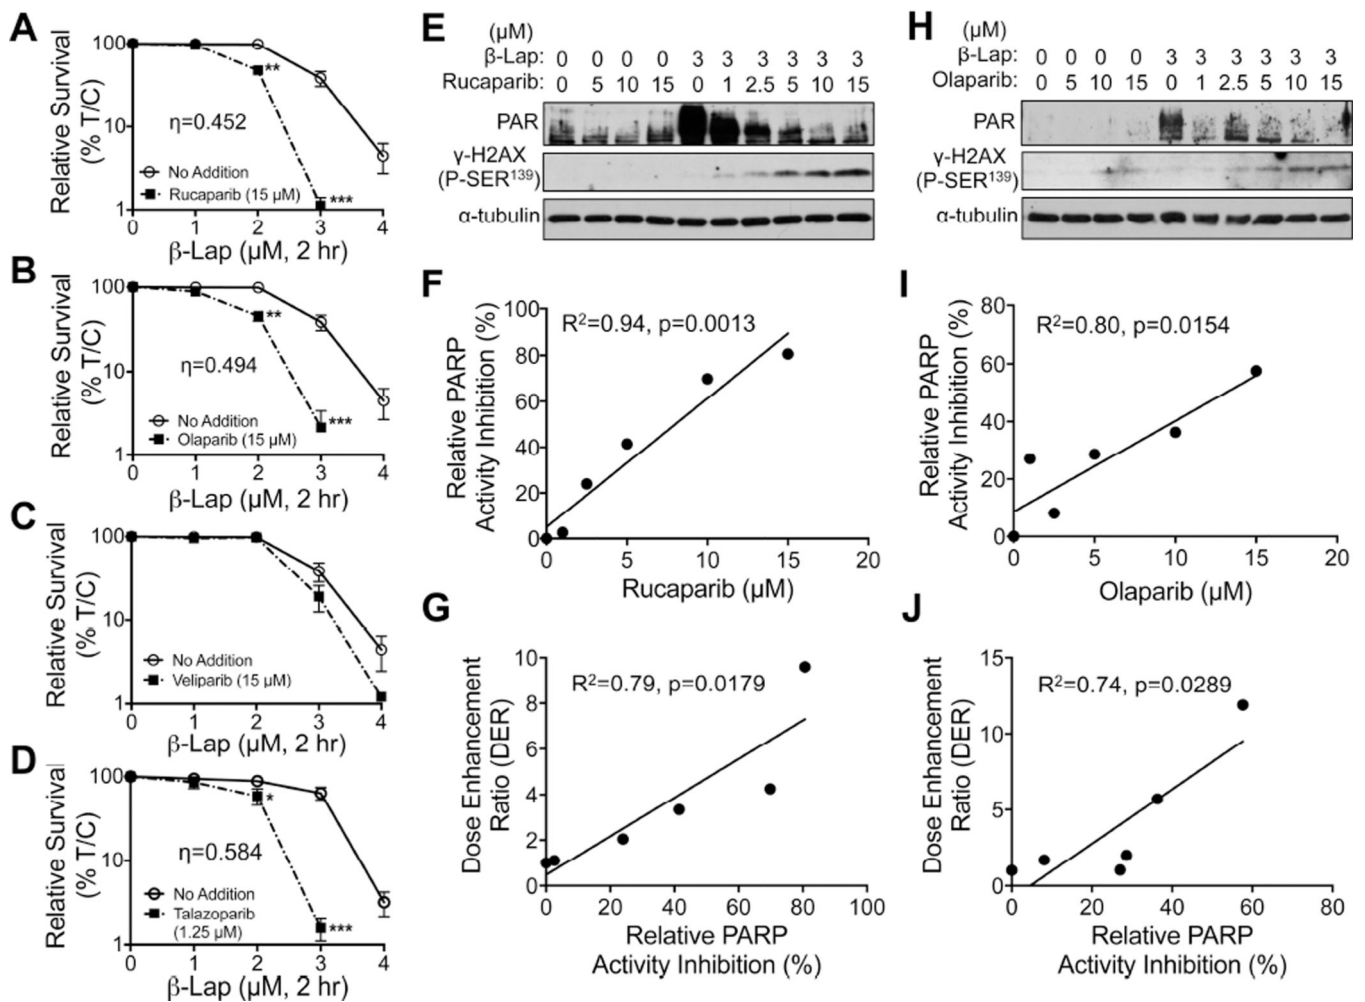 A
Relative Survival
(% T/C)
100
10
1
η=0.452
No Addition
Rucaparib (15 µM)
**
***
0 1 2 3 4
β-Lap (µM, 2 hr)
B
Relative Survival
(% T/C)
100
10
1
η=0.494
No Addition
Olaparib (15 µM)
**
***
0 1 2 3 4
β-Lap (µM, 2 hr)
C
Relative Survival
(% T/C)
100
10
1
No Addition
Veliparib (15 µM)
0 1 2 3 4
β-Lap (µM, 2 hr)
D
Relative Survival
(% T/C)
100
10
1
η=0.584
No Addition
Talazoparib
(1.25 µM)
*
***
0 1 2 3 4
β-Lap (µM, 2 hr)
E
(µM)
β-Lap: 0 0 0 0 3 3 3 3 3 3
Rucaparib: 0 5 10 15 0 1 2.5 5 10 15
PAR
γ-H2AX
(P-SER¹³⁹)
α-tubulin
F
Relative PARP
Activity Inhibition (%)
100
80
60
40
20
0
R²=0.94, p=0.0013
0 5 10 15 20
Rucaparib (µM)
G
Dose Enhancement
Ratio (DER)
10
8
6
4
2
0
R²=0.79, p=0.0179
0 20 40 60 80 100
Relative PARP
Activity Inhibition (%)
H
(µM)
β-Lap: 0 0 0 0 3 3 3 3 3 3
Olaparib: 0 5 10 15 0 1 2.5 5 10 15
PAR
γ-H2AX
(P-SER¹³⁹)
α-tubulin
I
Relative PARP
Activity Inhibition (%)
80
60
40
20
0
R²=0.80, p=0.0154
0 5 10 15 20
Olaparib (µM)
J
Dose Enhancement
Ratio (DER)
15
10
5
0
R²=0.74, p=0.0289
0 20 40 60 80
Relative PARP
Activity Inhibition (%)